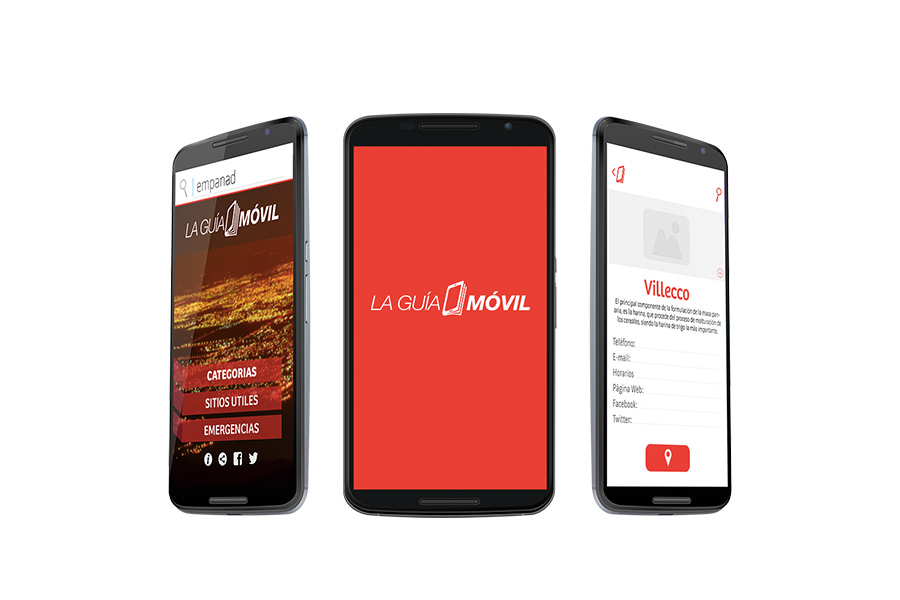 empanad
LA GUÍA MÓVIL
CATEGORIAS
SITIOS UTILES
EMERGENCIAS
LA GUÍA MÓVIL
Villecco
El principal componente de la formulación de la masa pan-
aria, es la harina, que procede del proceso de molturación de
los cereales, siendo la harina de trigo la más importante.
Teléfono:
E-mail:
Horarios
Página Web:
Facebook:
Twitter: